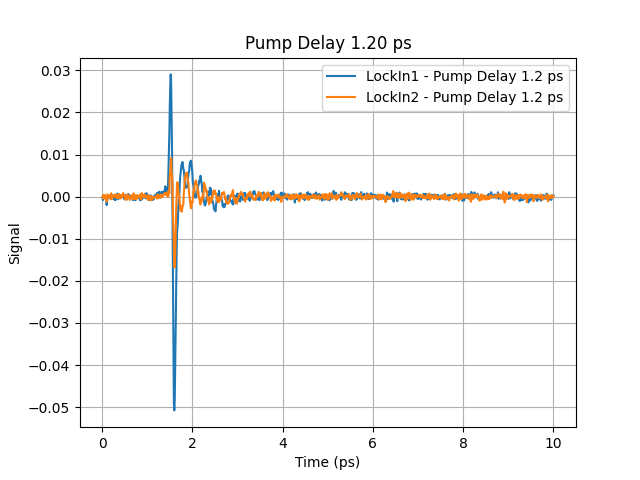 Pump Delay 1.20 ps
LockIn1 - Pump Delay 1.2 ps
LockIn2 - Pump Delay 1.2 ps
0.03
0.02
0.01
0.00
−0.01
−0.02
−0.03
−0.04
−0.05
Signal
0 2 4 6 8 10
Time (ps)